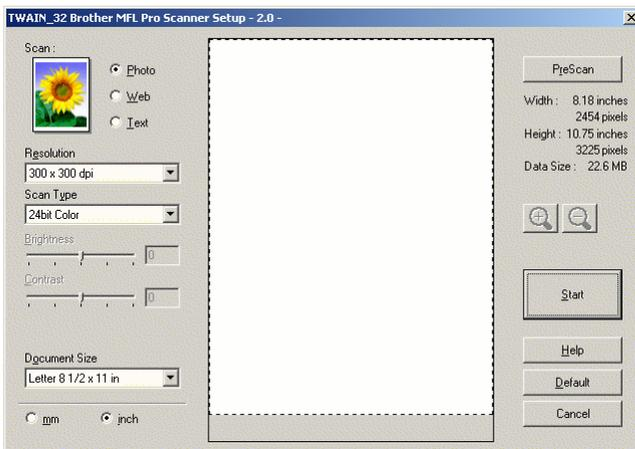 TWAIN_32 Brother MFL Pro Scanner Setup - 2.0 -
Scan :
Photo
Web
Text
Resolution
300 x 300 dpi
Scan Type
24bit Color
Brightness
0
Contrast
0
Document Size
Letter 8 1/2 x 11 in
mm
inch
PreScan
Width : 8.18 inches
2454 pixels
Height : 10.75 inches
3225 pixels
Data Size : 22.6 MB
Start
Help
Default
Cancel